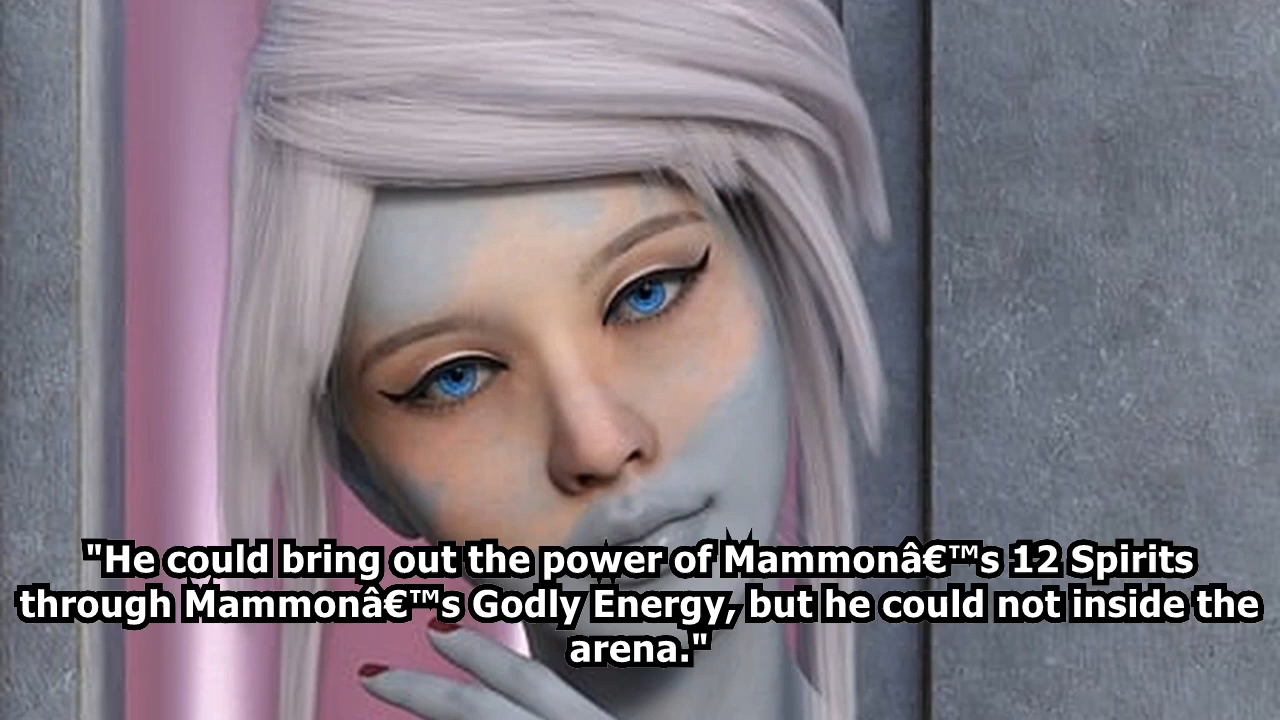 "He could bring out the power of Mammonâ€™s 12 Spirits
through Mammonâ€™s Godly Energy, but he could not inside the
arena."